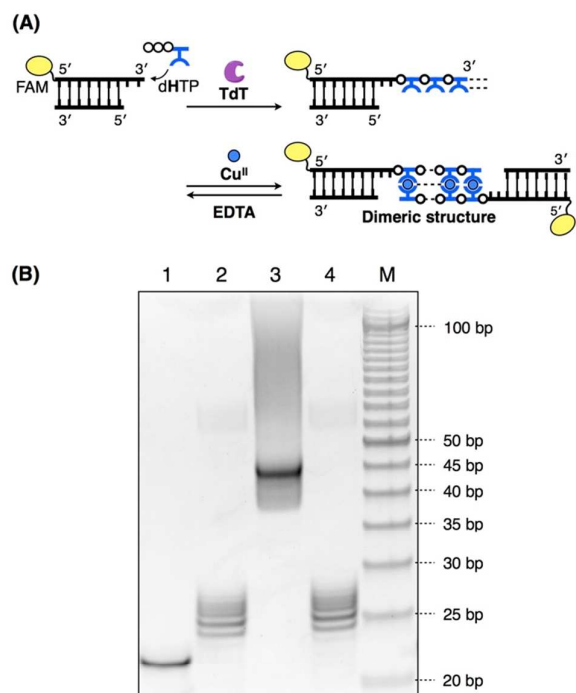 (A)
5′ 3′ dHTP
FAM
3′ 5′
TdT
5′ 3′
3′ 5′
Cuᴵᴵ
EDTA
5′ 3′
3′ 5′
Dimeric structure
(B)
1 2 3 4 M
100 bp
50 bp
45 bp
40 bp
35 bp
30 bp
25 bp
20 bp